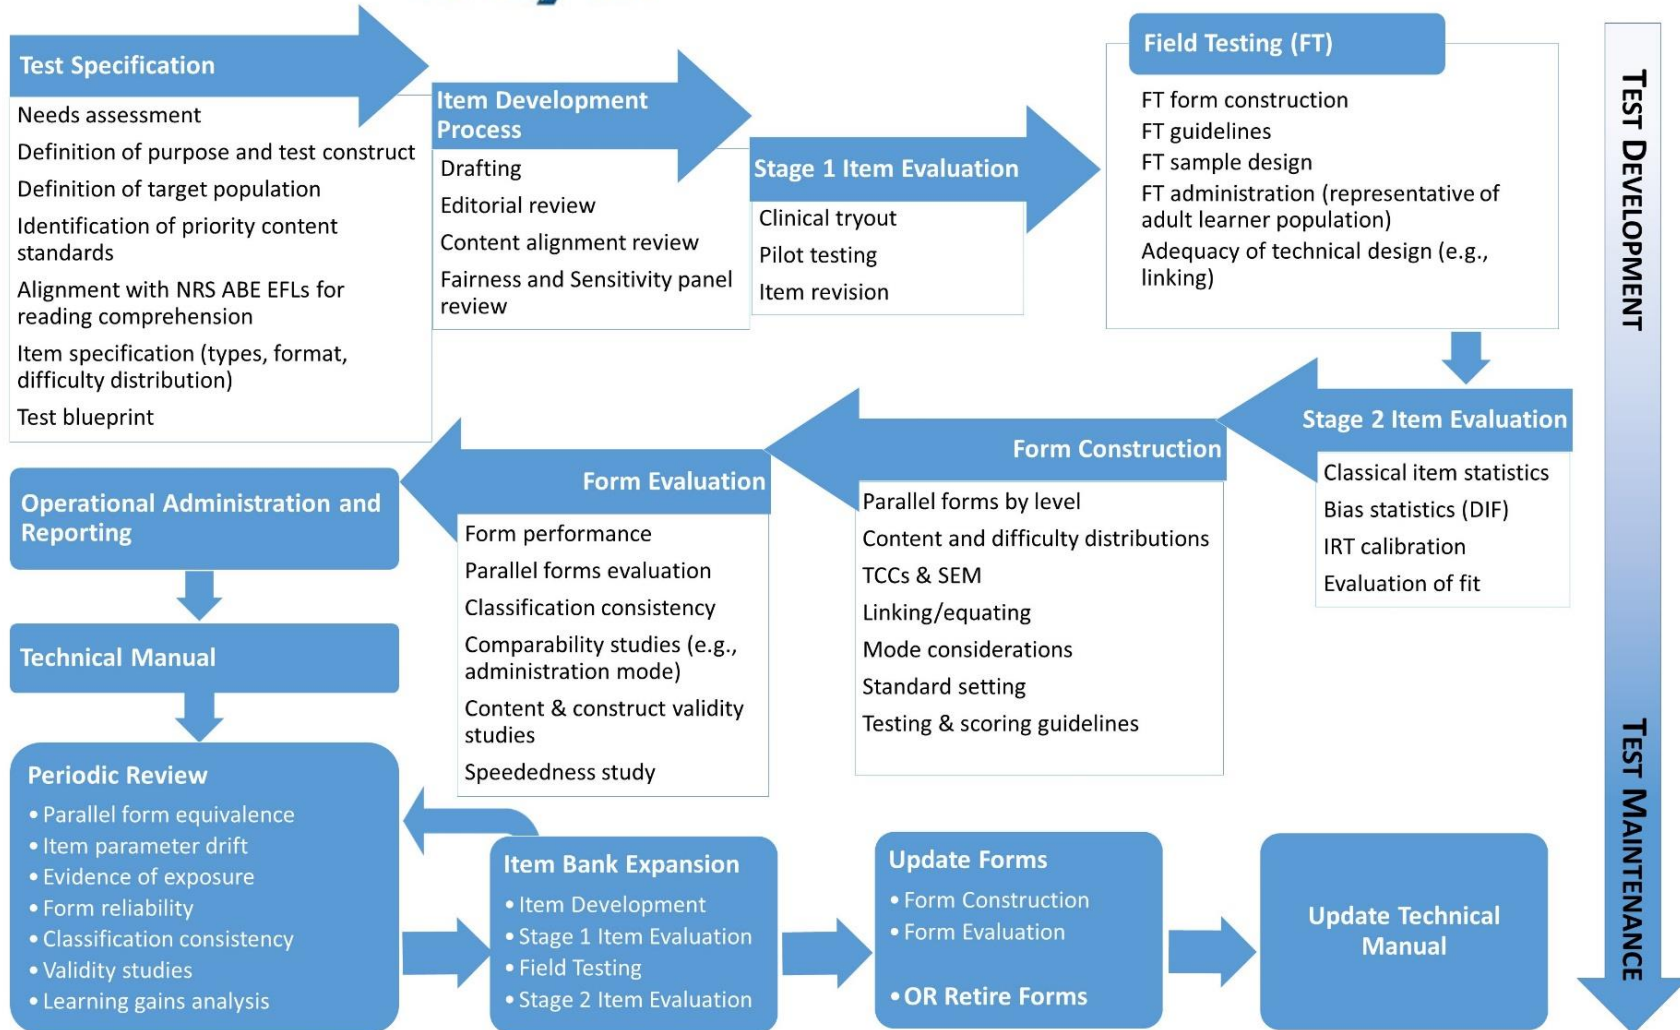 Test Specification
Needs assessment
Definition of purpose and test construct
Definition of target population
Identification of priority content
standards
Alignment with NRS ABE EFLs for
reading comprehension
Item specification (types, format,
difficulty distribution)
Test blueprint
Item Development
Process
Drafting
Editorial review
Content alignment review
Fairness and Sensitivity panel
review
Stage 1 Item Evaluation
Clinical tryout
Pilot testing
Item revision
Field Testing (FT)
FT form construction
FT guidelines
FT sample design
FT administration (representative of
adult learner population)
Adequacy of technical design (e.g.,
linking)
Stage 2 Item Evaluation
Classical item statistics
Bias statistics (DIF)
IRT calibration
Evaluation of fit
Form Construction
Parallel forms by level
Content and difficulty distributions
TCCs & SEM
Linking/equating
Mode considerations
Standard setting
Testing & scoring guidelines
Form Evaluation
Form performance
Parallel forms evaluation
Classification consistency
Comparability studies (e.g.,
administration mode)
Content & construct validity
studies
Speededness study
Operational Administration and
Reporting
Technical Manual
Periodic Review
• Parallel form equivalence
• Item parameter drift
• Evidence of exposure
• Form reliability
• Classification consistency
• Validity studies
• Learning gains analysis
Item Bank Expansion
• Item Development
• Stage 1 Item Evaluation
• Field Testing
• Stage 2 Item Evaluation
Update Forms
• Form Construction
• Form Evaluation
• OR Retire Forms
Update Technical
Manual
TEST DEVELOPMENT
TEST MAINTENANCE